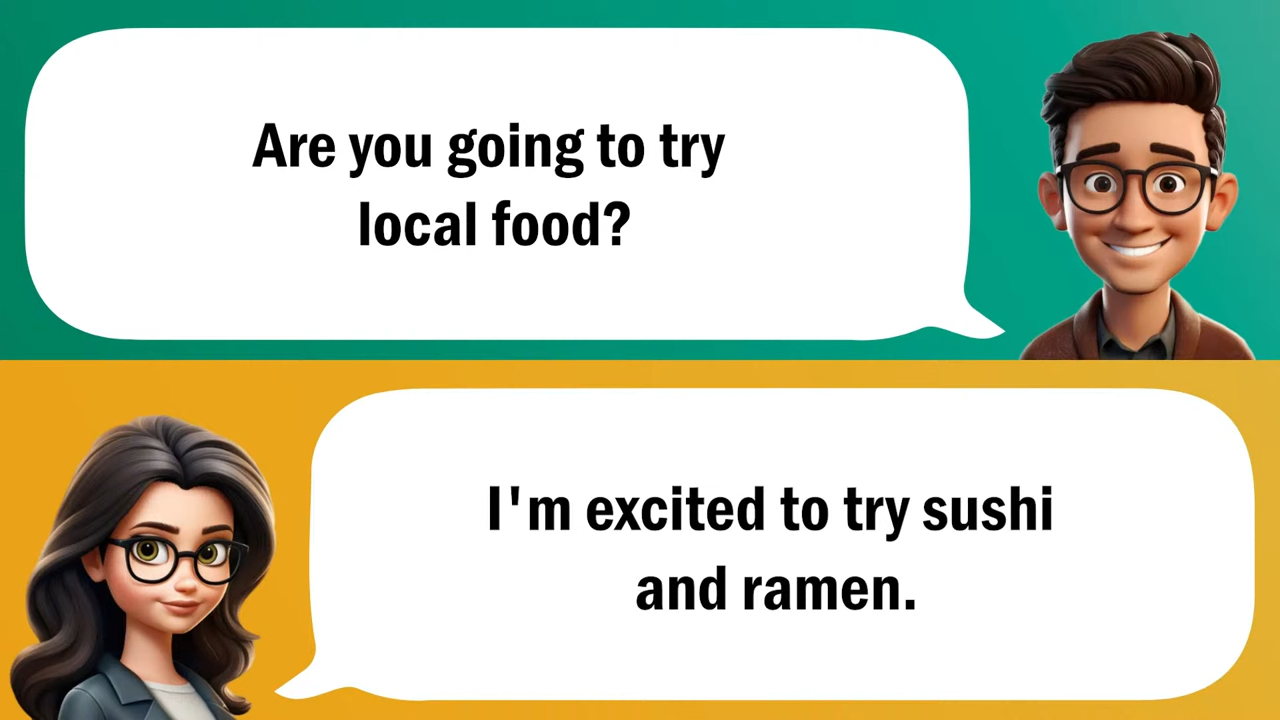 Are you going to try
local food?
I'm excited to try sushi
and ramen.